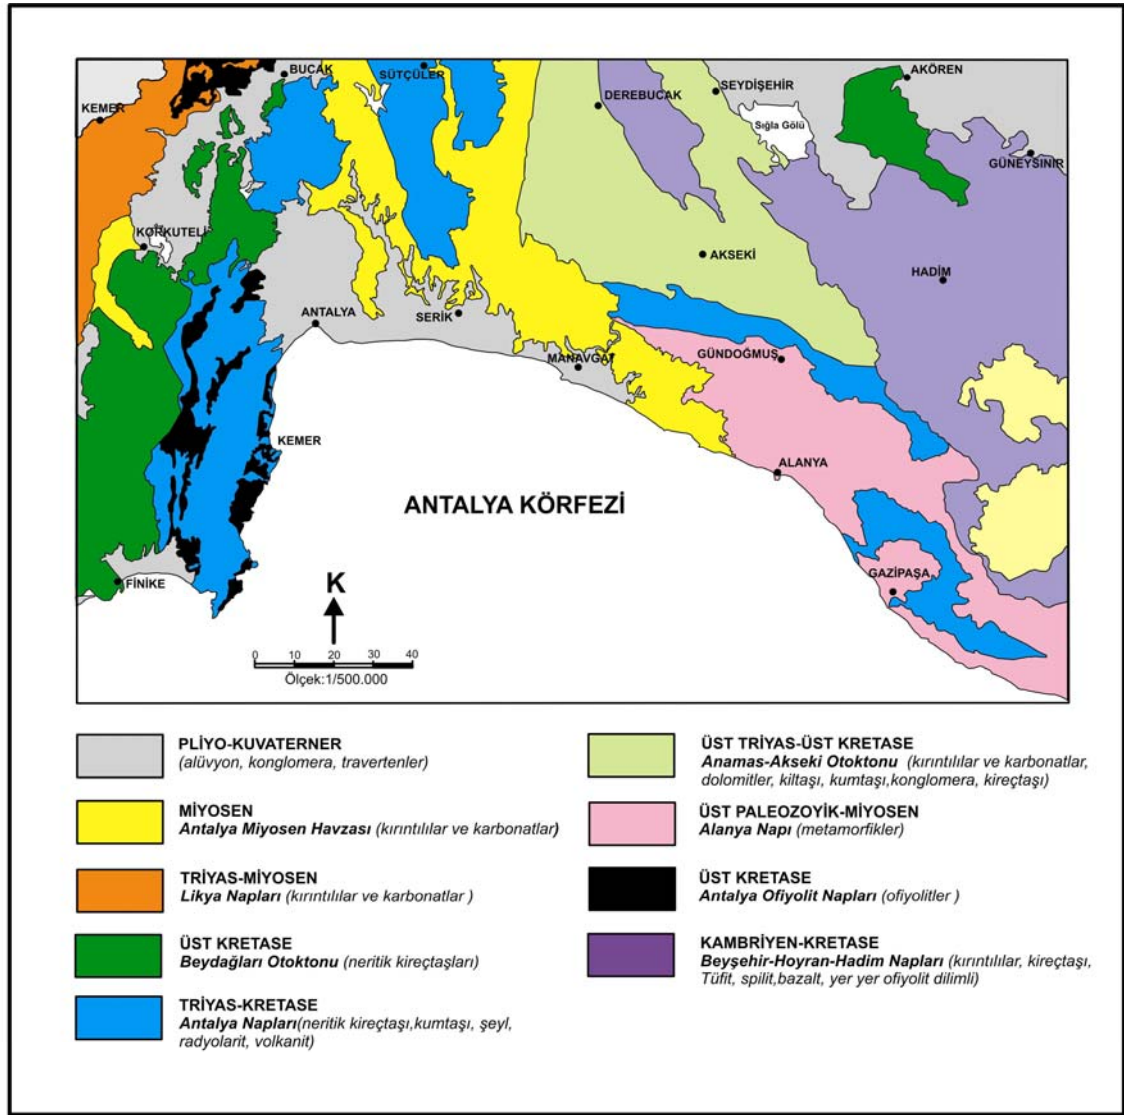 BUCAK
SÜTÇÜLER
AKÖREN
SEYDİŞEHİR
KEMER
DEREBUCAK
Sığla Gölü
GÜNEYSINIR
KORKUTELİ
AKSEKİ
HADİM
ANTALYA
SERİK
MANAVGAT
GÜNDOĞMUŞ
KEMER
ALANYA
ANTALYA KÖRFEZİ
GAZİPAŞA
FİNİKE
K
0 10 20 30 40
Ölçek:1/500.000
PLİYO-KUVATERNER
(alüvyon, konglomera, travertenler)
MİYOSEN
Antalya Miyosen Havzası (kırıntılılar ve karbonatlar)
TRİYAS-MİYOSEN
Likya Napları (kırıntılılar ve karbonatlar )
ÜST KRETASE
Beydağları Otoktonu (neritik kireçtaşları)
TRİYAS-KRETASE
Antalya Napları(neritik kireçtaşı,kumtaşı, şeyl,
radyolarit, volkanit)
ÜST TRİYAS-ÜST KRETASE
Anamas-Akseki Otoktonu (kırıntılılar ve karbonatlar,
dolomitler, kiltaşı, kumtaşı,konglomera, kireçtaşı)
ÜST PALEOZOYİK-MİYOSEN
Alanya Napı (metamorfikler)
ÜST KRETASE
Antalya Ofiyolit Napları (ofiyolitler )
KAMBRİYEN-KRETASE
Beyşehir-Hoyran-Hadim Napları (kırıntılılar, kireçtaşı,
Tüfit, spilit,bazalt, yer yer ofiyolit dilimli)